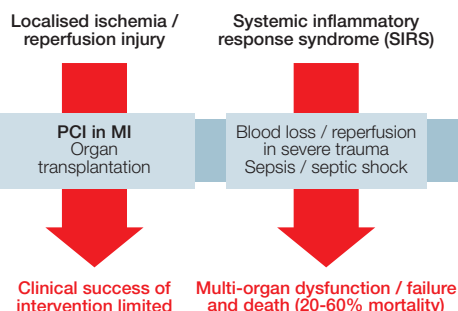 Localised ischemia /
reperfusion injury
Systemic inflammatory
response syndrome (SIRS)
PCI in MI
Organ
transplantation
Blood loss / reperfusion
in severe trauma
Sepsis / septic shock
Clinical success of
intervention limited
Multi-organ dysfunction / failure
and death (20-60% mortality)